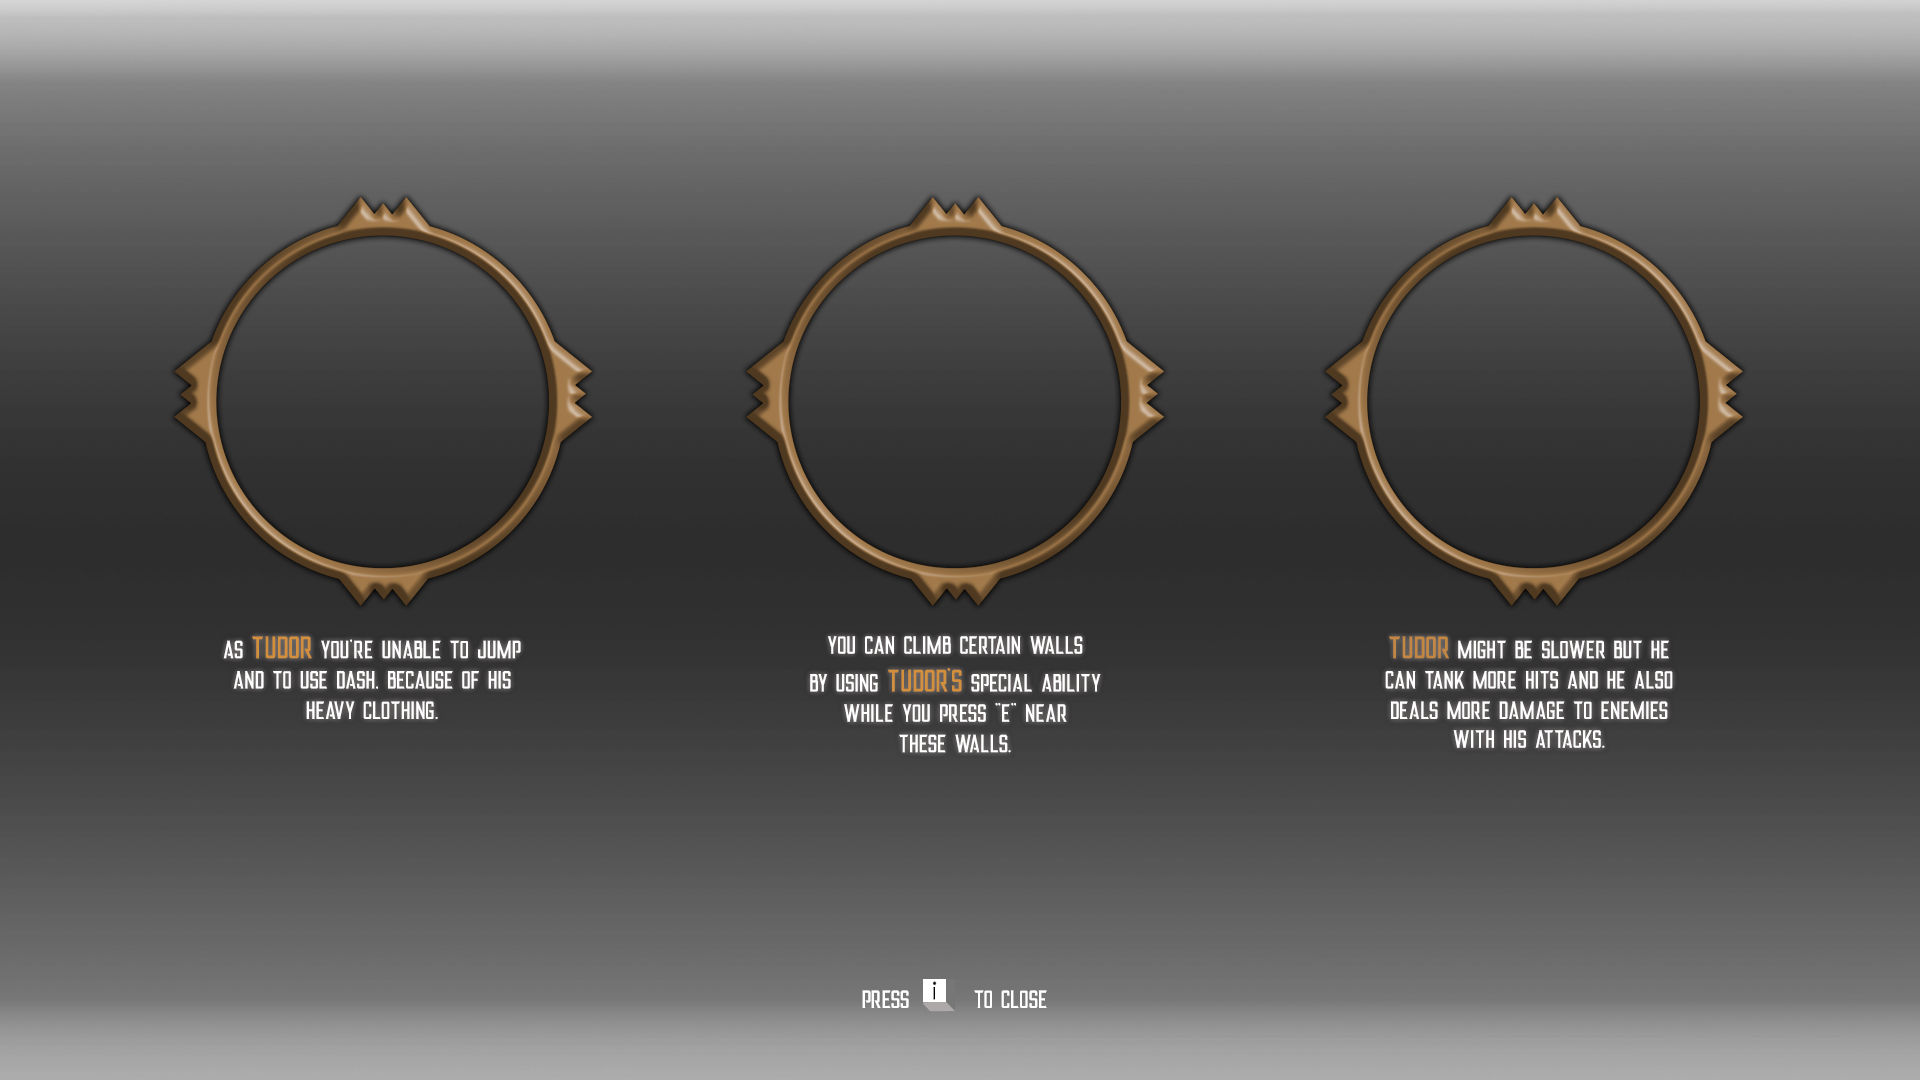 AS TUDOR YOU'RE UNABLE TO JUMP
AND TO USE DASH. BECAUSE OF HIS
HEAVY CLOTHING.
YOU CAN CLIMB CERTAIN WALLS
BY USING TUDOR'S SPECIAL ABILITY
WHILE YOU PRESS "E" NEAR
THESE WALLS.
TUDOR MIGHT BE SLOWER BUT HE
CAN TANK MORE HITS AND HE ALSO
DEALS MORE DAMAGE TO ENEMIES
WITH HIS ATTACKS.
PRESS i TO CLOSE